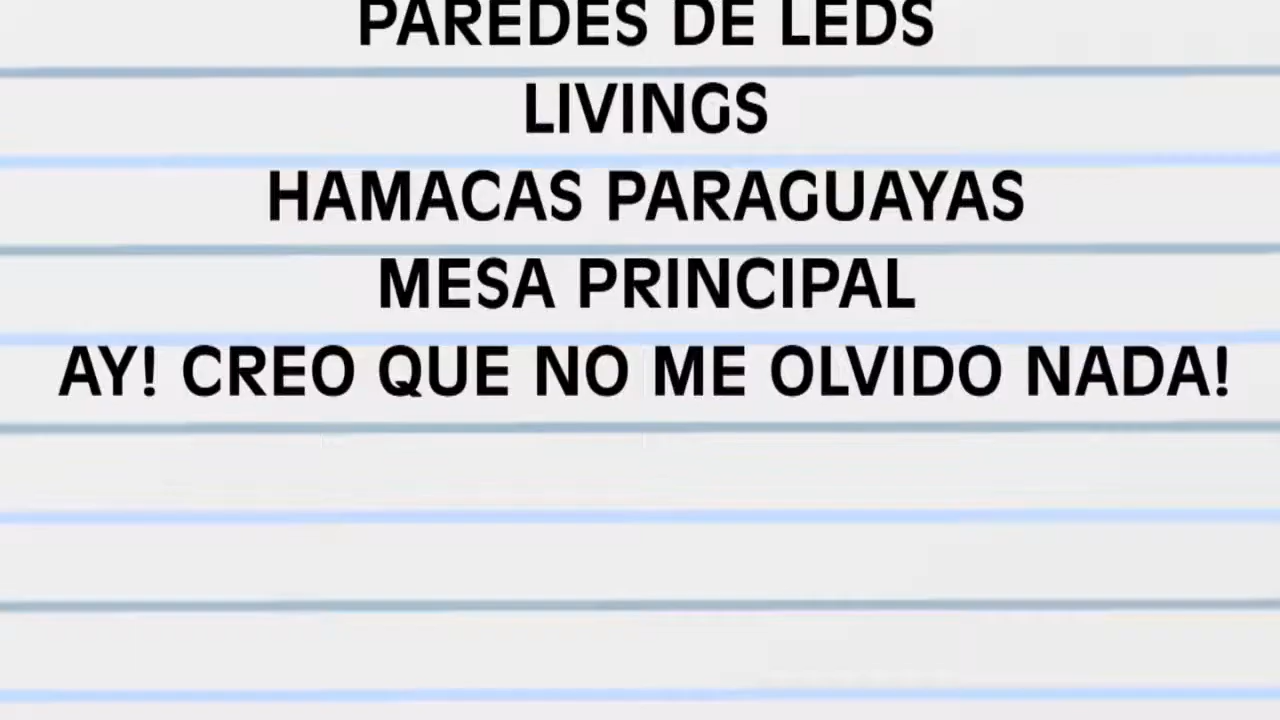 PAREDES DE LEDS
LIVINGS
HAMACAS PARAGUAYAS
MESA PRINCIPAL
AY! CREO QUE NO ME OLVIDO NADA!